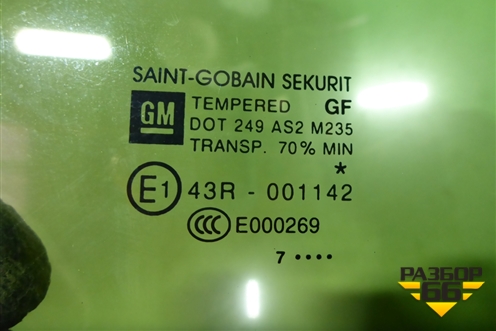 SAINT-GOBAIN SEKURIT
GM TEMPERED GF
DOT 249 AS2 M235
TRANSP. 70% MIN
*
E1 43R - 001142
CCC E000269
7 ••••
РАЗБОР
66